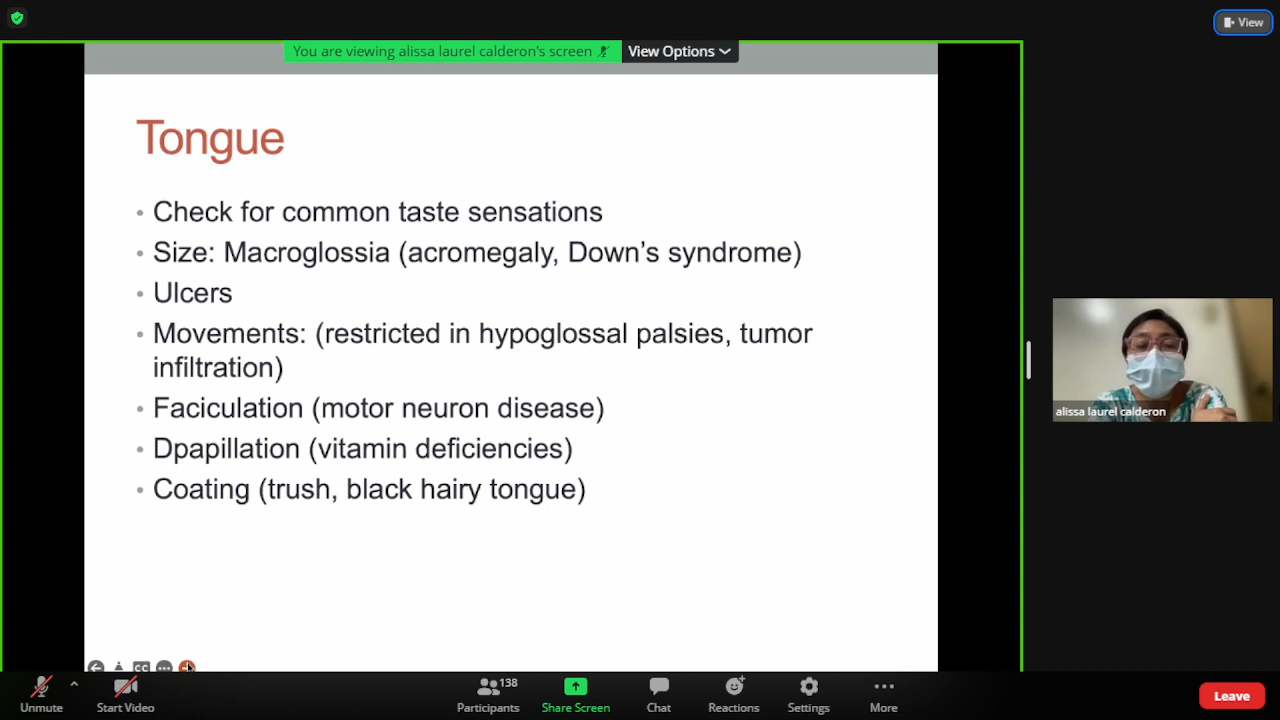 View
You are viewing alissa laurel calderon's screen
View Options
Tongue
• Check for common taste sensations
• Size: Macroglossia (acromegaly, Down's syndrome)
• Ulcers
• Movements: (restricted in hypoglossal palsies, tumor
infiltration)
• Faciculation (motor neuron disease)
• Dpapillation (vitamin deficiencies)
• Coating (trush, black hairy tongue)
alissa laurel calderon
CC
138
Unmute
Start Video
Participants
Share Screen
Chat
Reactions
Settings
More
Leave